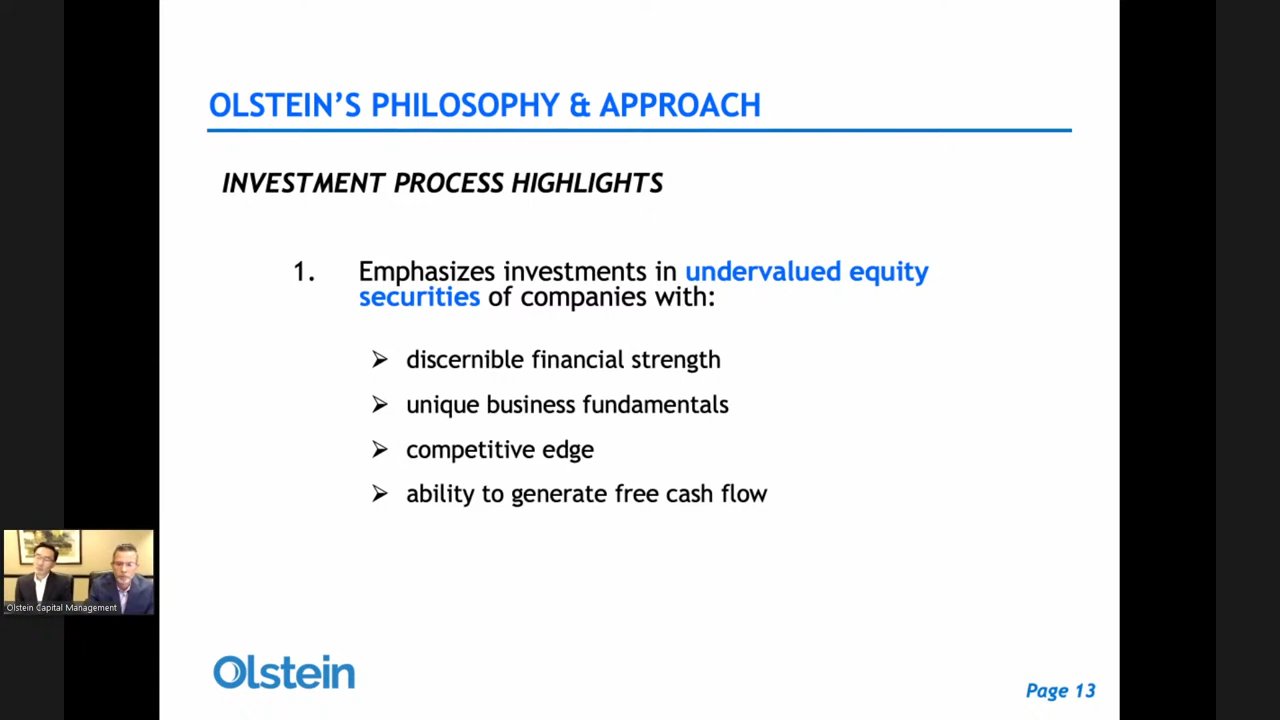 OLSTEIN'S PHILOSOPHY & APPROACH
INVESTMENT PROCESS HIGHLIGHTS
1. Emphasizes investments in undervalued equity
securities of companies with:
➢ discernible financial strength
➢ unique business fundamentals
➢ competitive edge
➢ ability to generate free cash flow
Olstein Capital Management
Olstein
Page 13